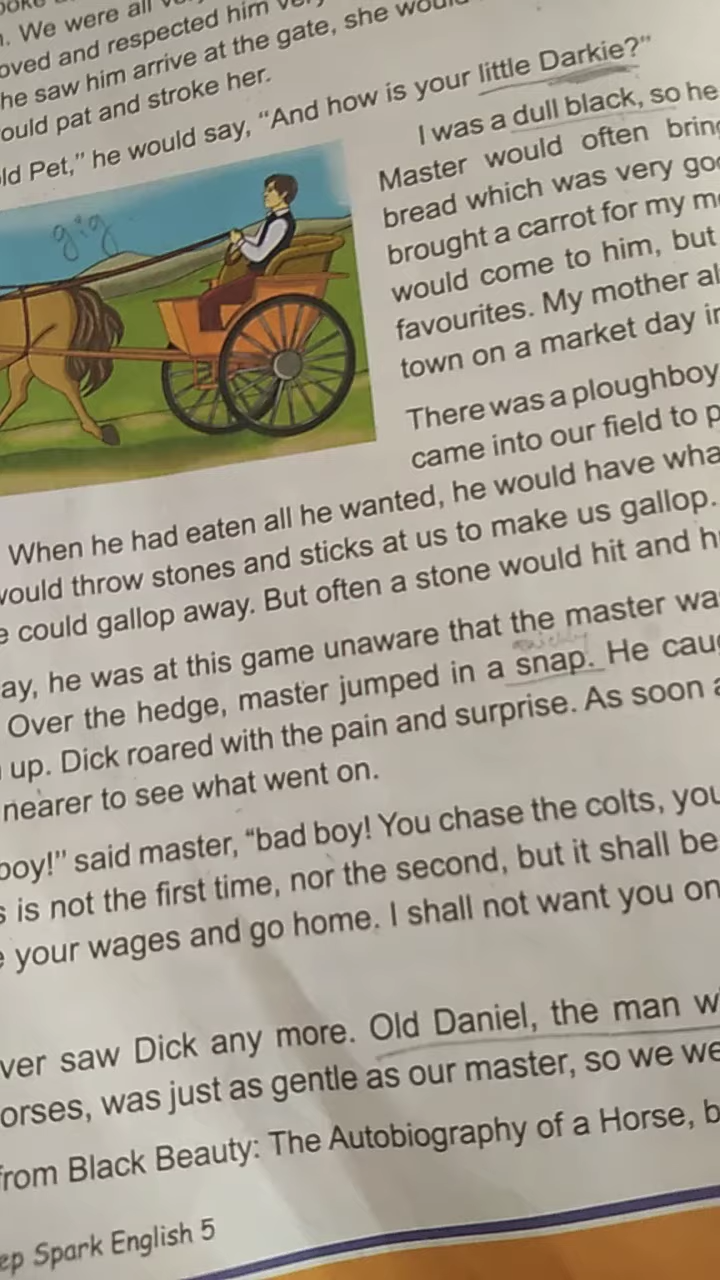 . We were all
oved and respected him
he saw him arrive at the gate, she would
ould pat and stroke her.
ld Pet," he would say, "And how is your little Darkie?"
I was a dull black, so he
Master would often bring
bread which was very goo
brought a carrot for my m
would come to him, but
favourites. My mother al
town on a market day in
gig
There was a ploughboy
came into our field to p
When he had eaten all he wanted, he would have wha
would throw stones and sticks at us to make us gallop.
e could gallop away. But often a stone would hit and h
ay, he was at this game unaware that the master wa
Over the hedge, master jumped in a snap. He caug
up. Dick roared with the pain and surprise. As soon a
nearer to see what went on.
boy!" said master, "bad boy! You chase the colts, you
s is not the first time, nor the second, but it shall be
e your wages and go home. I shall not want you on
ver saw Dick any more. Old Daniel, the man w
orses, was just as gentle as our master, so we we
from Black Beauty: The Autobiography of a Horse, b
ep Spark English 5